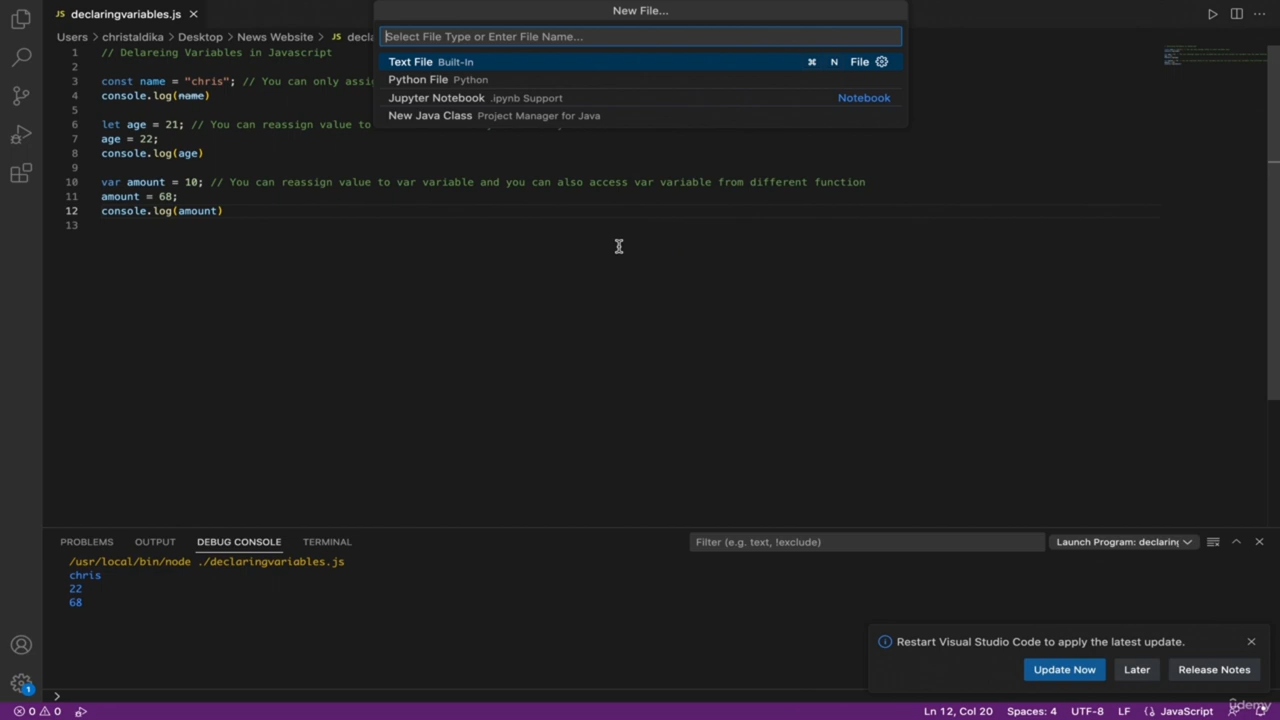 declaringvariables.js
New File...
Users > christaldika > Desktop > News Website > JS decla
Select File Type or Enter File Name...
Text File Built-In ⌘ N File
Python File Python
Jupyter Notebook .ipynb Support Notebook
New Java Class Project Manager for Java
1 // Delareing Variables in Javascript
2
3 const name = "chris"; // You can only assig
4 console.log(name)
5
6 let age = 21; // You can reassign value to
7 age = 22;
8 console.log(age)
9
10 var amount = 10; // You can reassign value to var variable and you can also access var variable from different function
11 amount = 68;
12 console.log(amount)
13
PROBLEMS OUTPUT DEBUG CONSOLE TERMINAL Filter (e.g. text, !exclude) Launch Program: declaring
/usr/local/bin/node ./declaringvariables.js
chris
22
68
Restart Visual Studio Code to apply the latest update.
Update Now Later Release Notes
1
0 0 Ln 12, Col 20 Spaces: 4 UTF-8 LF {} JavaScript
udemy